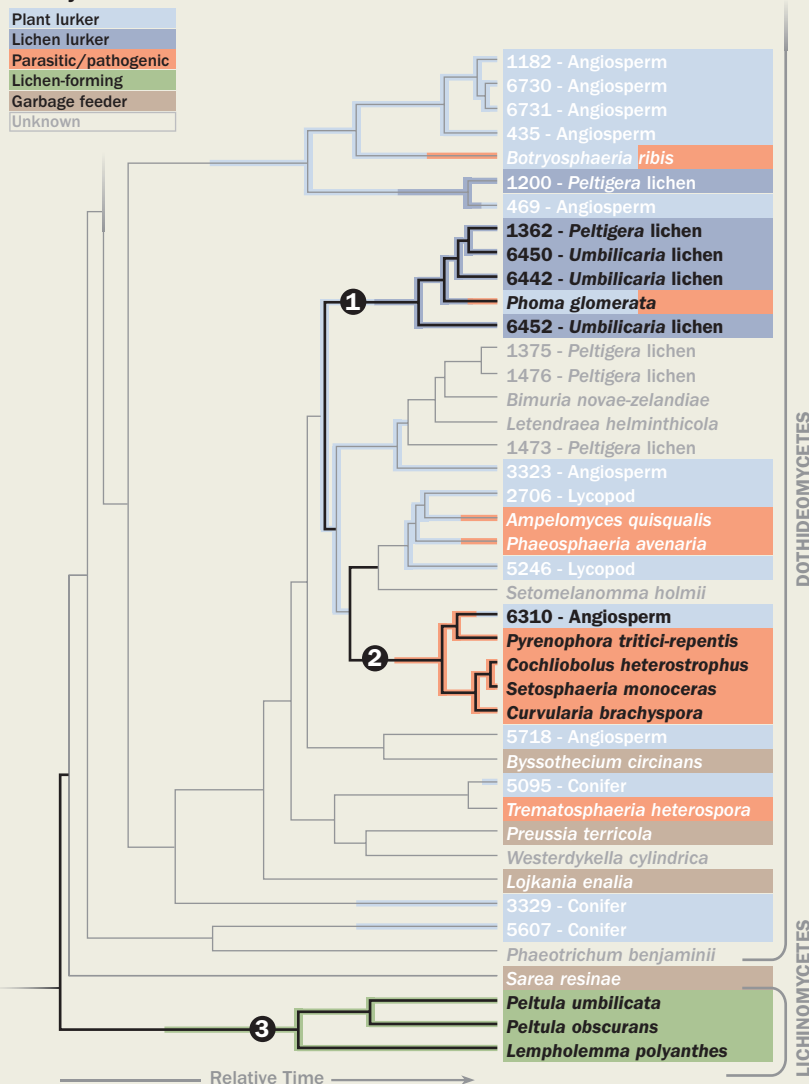 Plant lurker
Lichen lurker
Parasitic/pathogenic
Lichen-forming
Garbage feeder
Unknown
1182 - Angiosperm
6730 - Angiosperm
6731 - Angiosperm
435 - Angiosperm
Botryosphaeria ribis
1200 - Peltigera lichen
469 - Angiosperm
1362 - Peltigera lichen
6450 - Umbilicaria lichen
6442 - Umbilicaria lichen
1
Phoma glomerata
6452 - Umbilicaria lichen
1375 - Peltigera lichen
1476 - Peltigera lichen
Bimuria novae-zelandiae
Letendraea helminthicola
1473 - Peltigera lichen
3323 - Angiosperm
2706 - Lycopod
Ampelomyces quisqualis
Phaeosphaeria avenaria
5246 - Lycopod
Setomelanomma holmii
6310 - Angiosperm
Pyrenophora tritici-repentis
2
Cochliobolus heterostrophus
Setosphaeria monoceras
Curvularia brachyspora
5718 - Angiosperm
Byssothecium circinans
5095 - Conifer
Trematosphaeria heterospora
Preussia terricola
Westerdykella cylindrica
Lojkania enalia
3329 - Conifer
5607 - Conifer
Phaeotrichum benjaminii
Sarea resinae
Peltula umbilicata
3
Peltula obscurans
Lempholemma polyanthes
DOTHIDEOMYCETES
LICHINOMYCETES
Relative Time